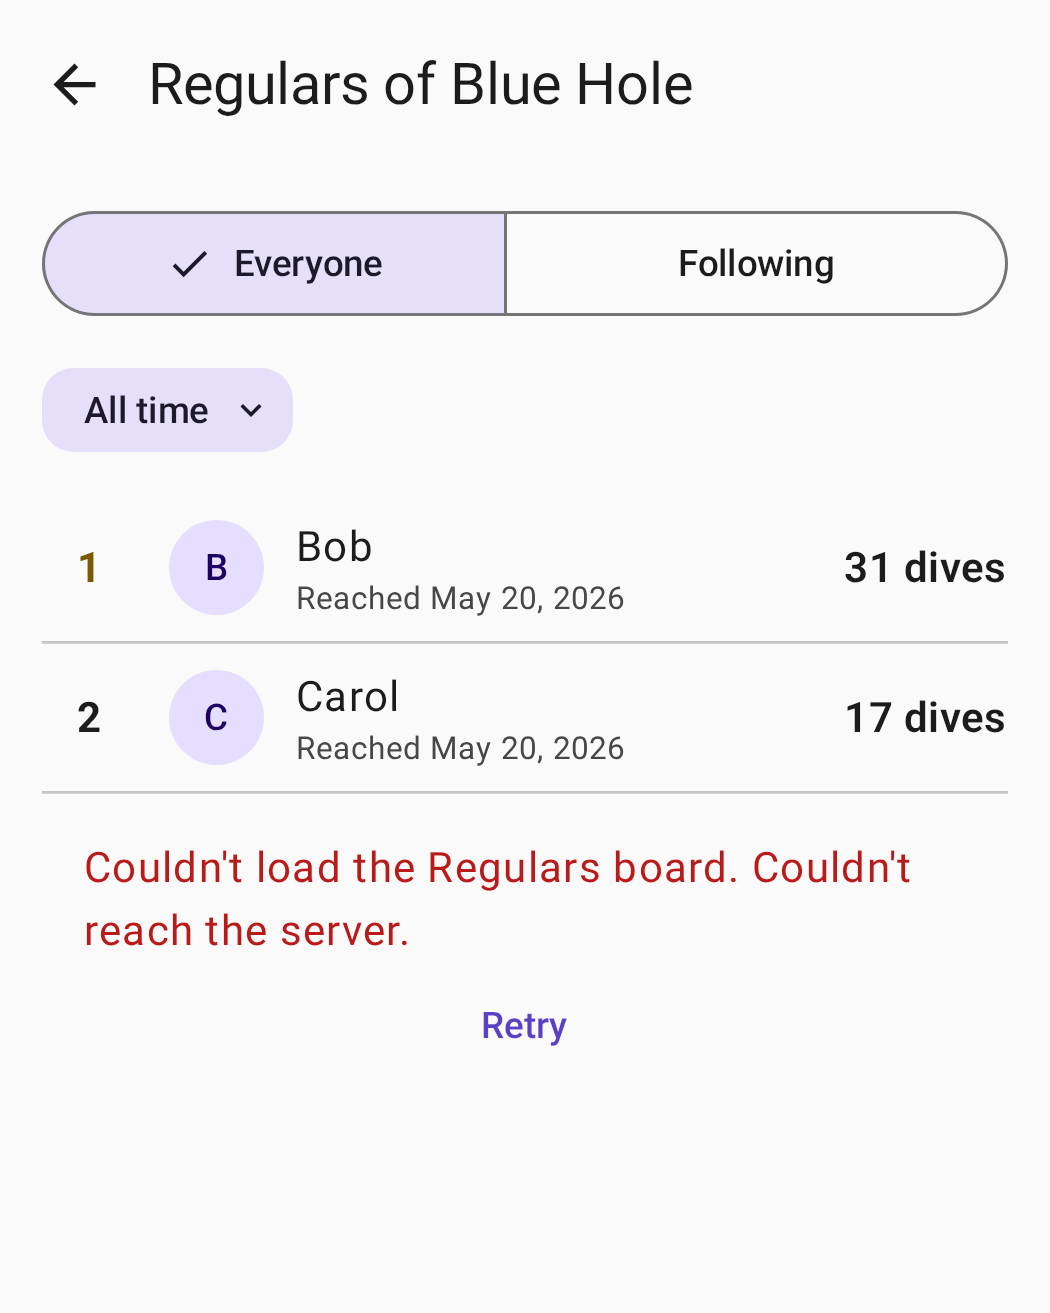 Regulars of Blue Hole
Everyone
Following
All time
1
B
Bob
Reached May 20, 2026
31 dives
2
C
Carol
Reached May 20, 2026
17 dives
Couldn't load the Regulars board. Couldn't
reach the server.
Retry